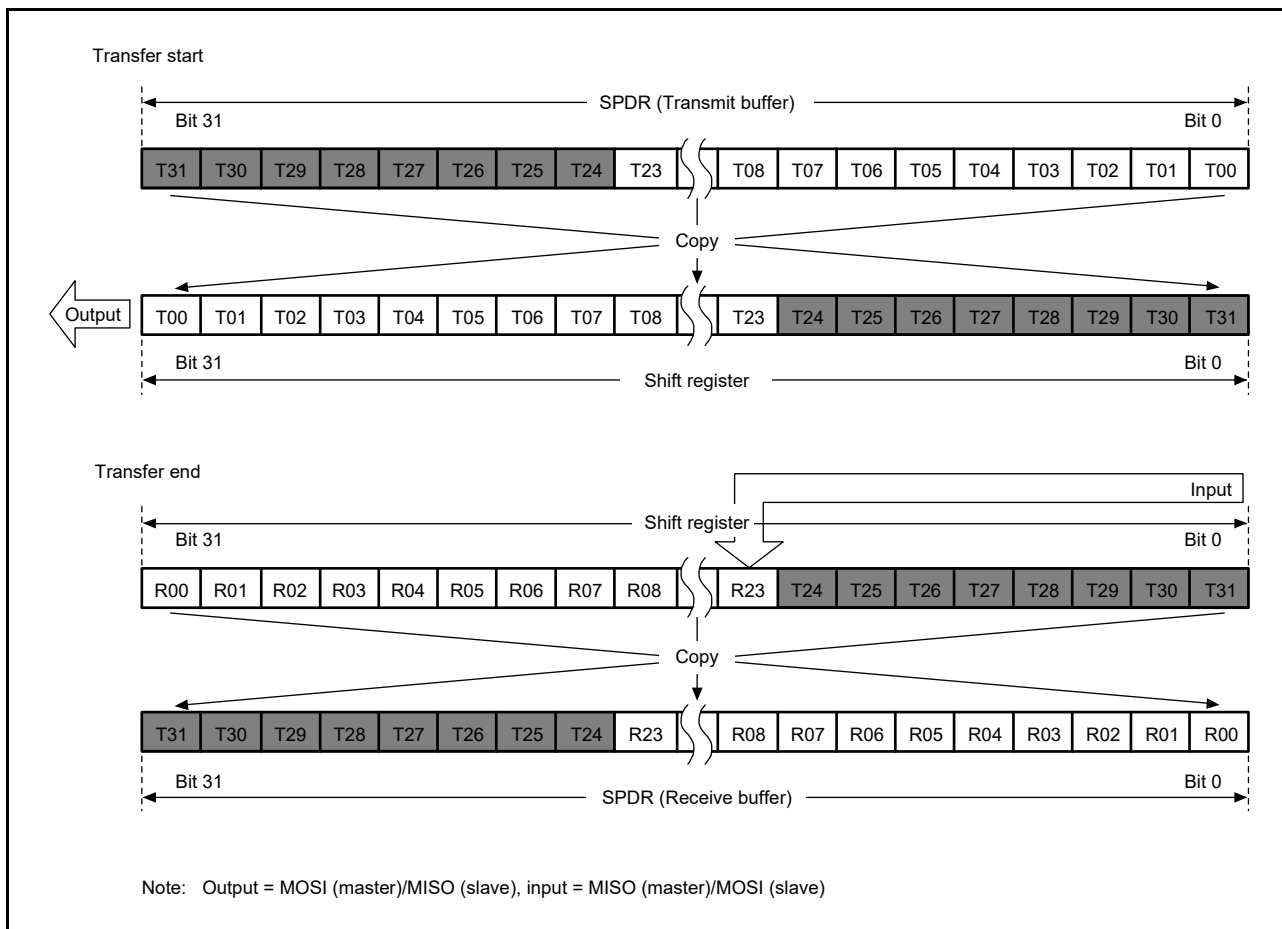 Transfer start
SPDR (Transmit buffer)
Bit 31 Bit 0
T31 T30 T29 T28 T27 T26 T25 T24 T23 T08 T07 T06 T05 T04 T03 T02 T01 T00
Copy
Output T00 T01 T02 T03 T04 T05 T06 T07 T08 T23 T24 T25 T26 T27 T28 T29 T30 T31
Bit 31 Bit 0
Shift register
Transfer end
Input
Shift register
Bit 31 Bit 0
R00 R01 R02 R03 R04 R05 R06 R07 R08 R23 T24 T25 T26 T27 T28 T29 T30 T31
Copy
T31 T30 T29 T28 T27 T26 T25 T24 R23 R08 R07 R06 R05 R04 R03 R02 R01 R00
Bit 31 Bit 0
SPDR (Receive buffer)
Note: Output = MOSI (master)/MISO (slave), input = MISO (master)/MOSI (slave)